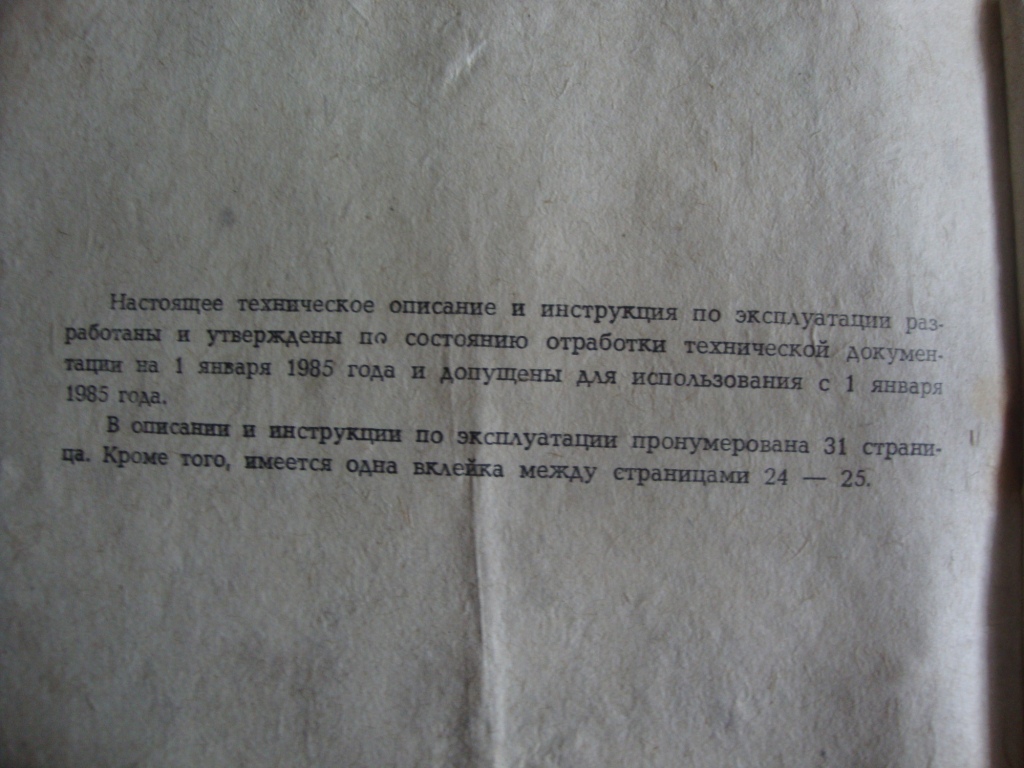 Настоящее техническое описание и инструкция по эксплуатации раз-
работаны и утверждены по состоянию отработки технической докумен-
тации на 1 января 1985 года и допущены для использования с 1 января
1985 года.
В описании и инструкции по эксплуатации пронумерована 31 страни-
ца. Кроме того, имеется одна вклейка между страницами 24 — 25.